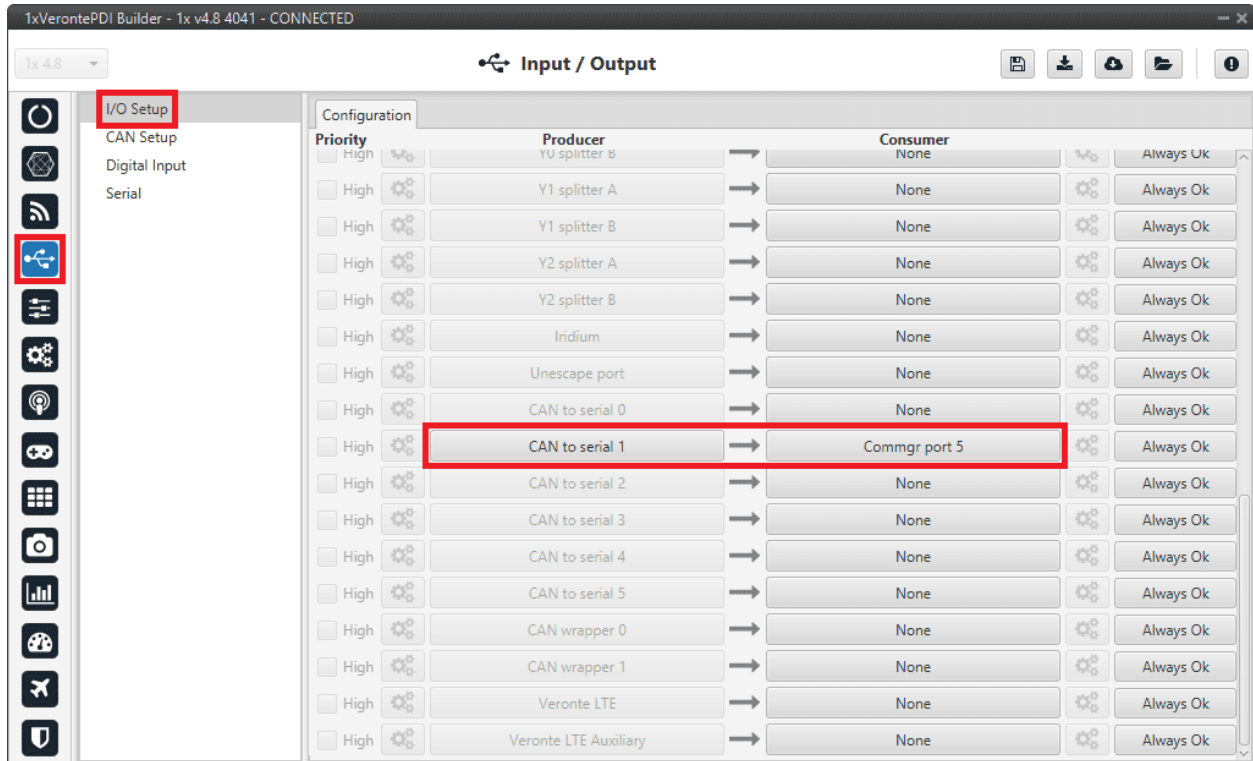 1xVerontePDI Builder - 1x v4.8 4041 - CONNECTED
1x 4.8 Input / Output
I/O Setup
CAN Setup
Digital Input
Serial
Configuration
Priority Producer Consumer
High Y0 splitter B None Always Ok
High Y1 splitter A None Always Ok
High Y1 splitter B None Always Ok
High Y2 splitter A None Always Ok
High Y2 splitter B None Always Ok
High Iridium None Always Ok
High Unescape port None Always Ok
High CAN to serial 0 None Always Ok
High CAN to serial 1 Commgr port 5 Always Ok
High CAN to serial 2 None Always Ok
High CAN to serial 3 None Always Ok
High CAN to serial 4 None Always Ok
High CAN to serial 5 None Always Ok
High CAN wrapper 0 None Always Ok
High CAN wrapper 1 None Always Ok
High Veronte LTE None Always Ok
High Veronte LTE Auxiliary None Always Ok